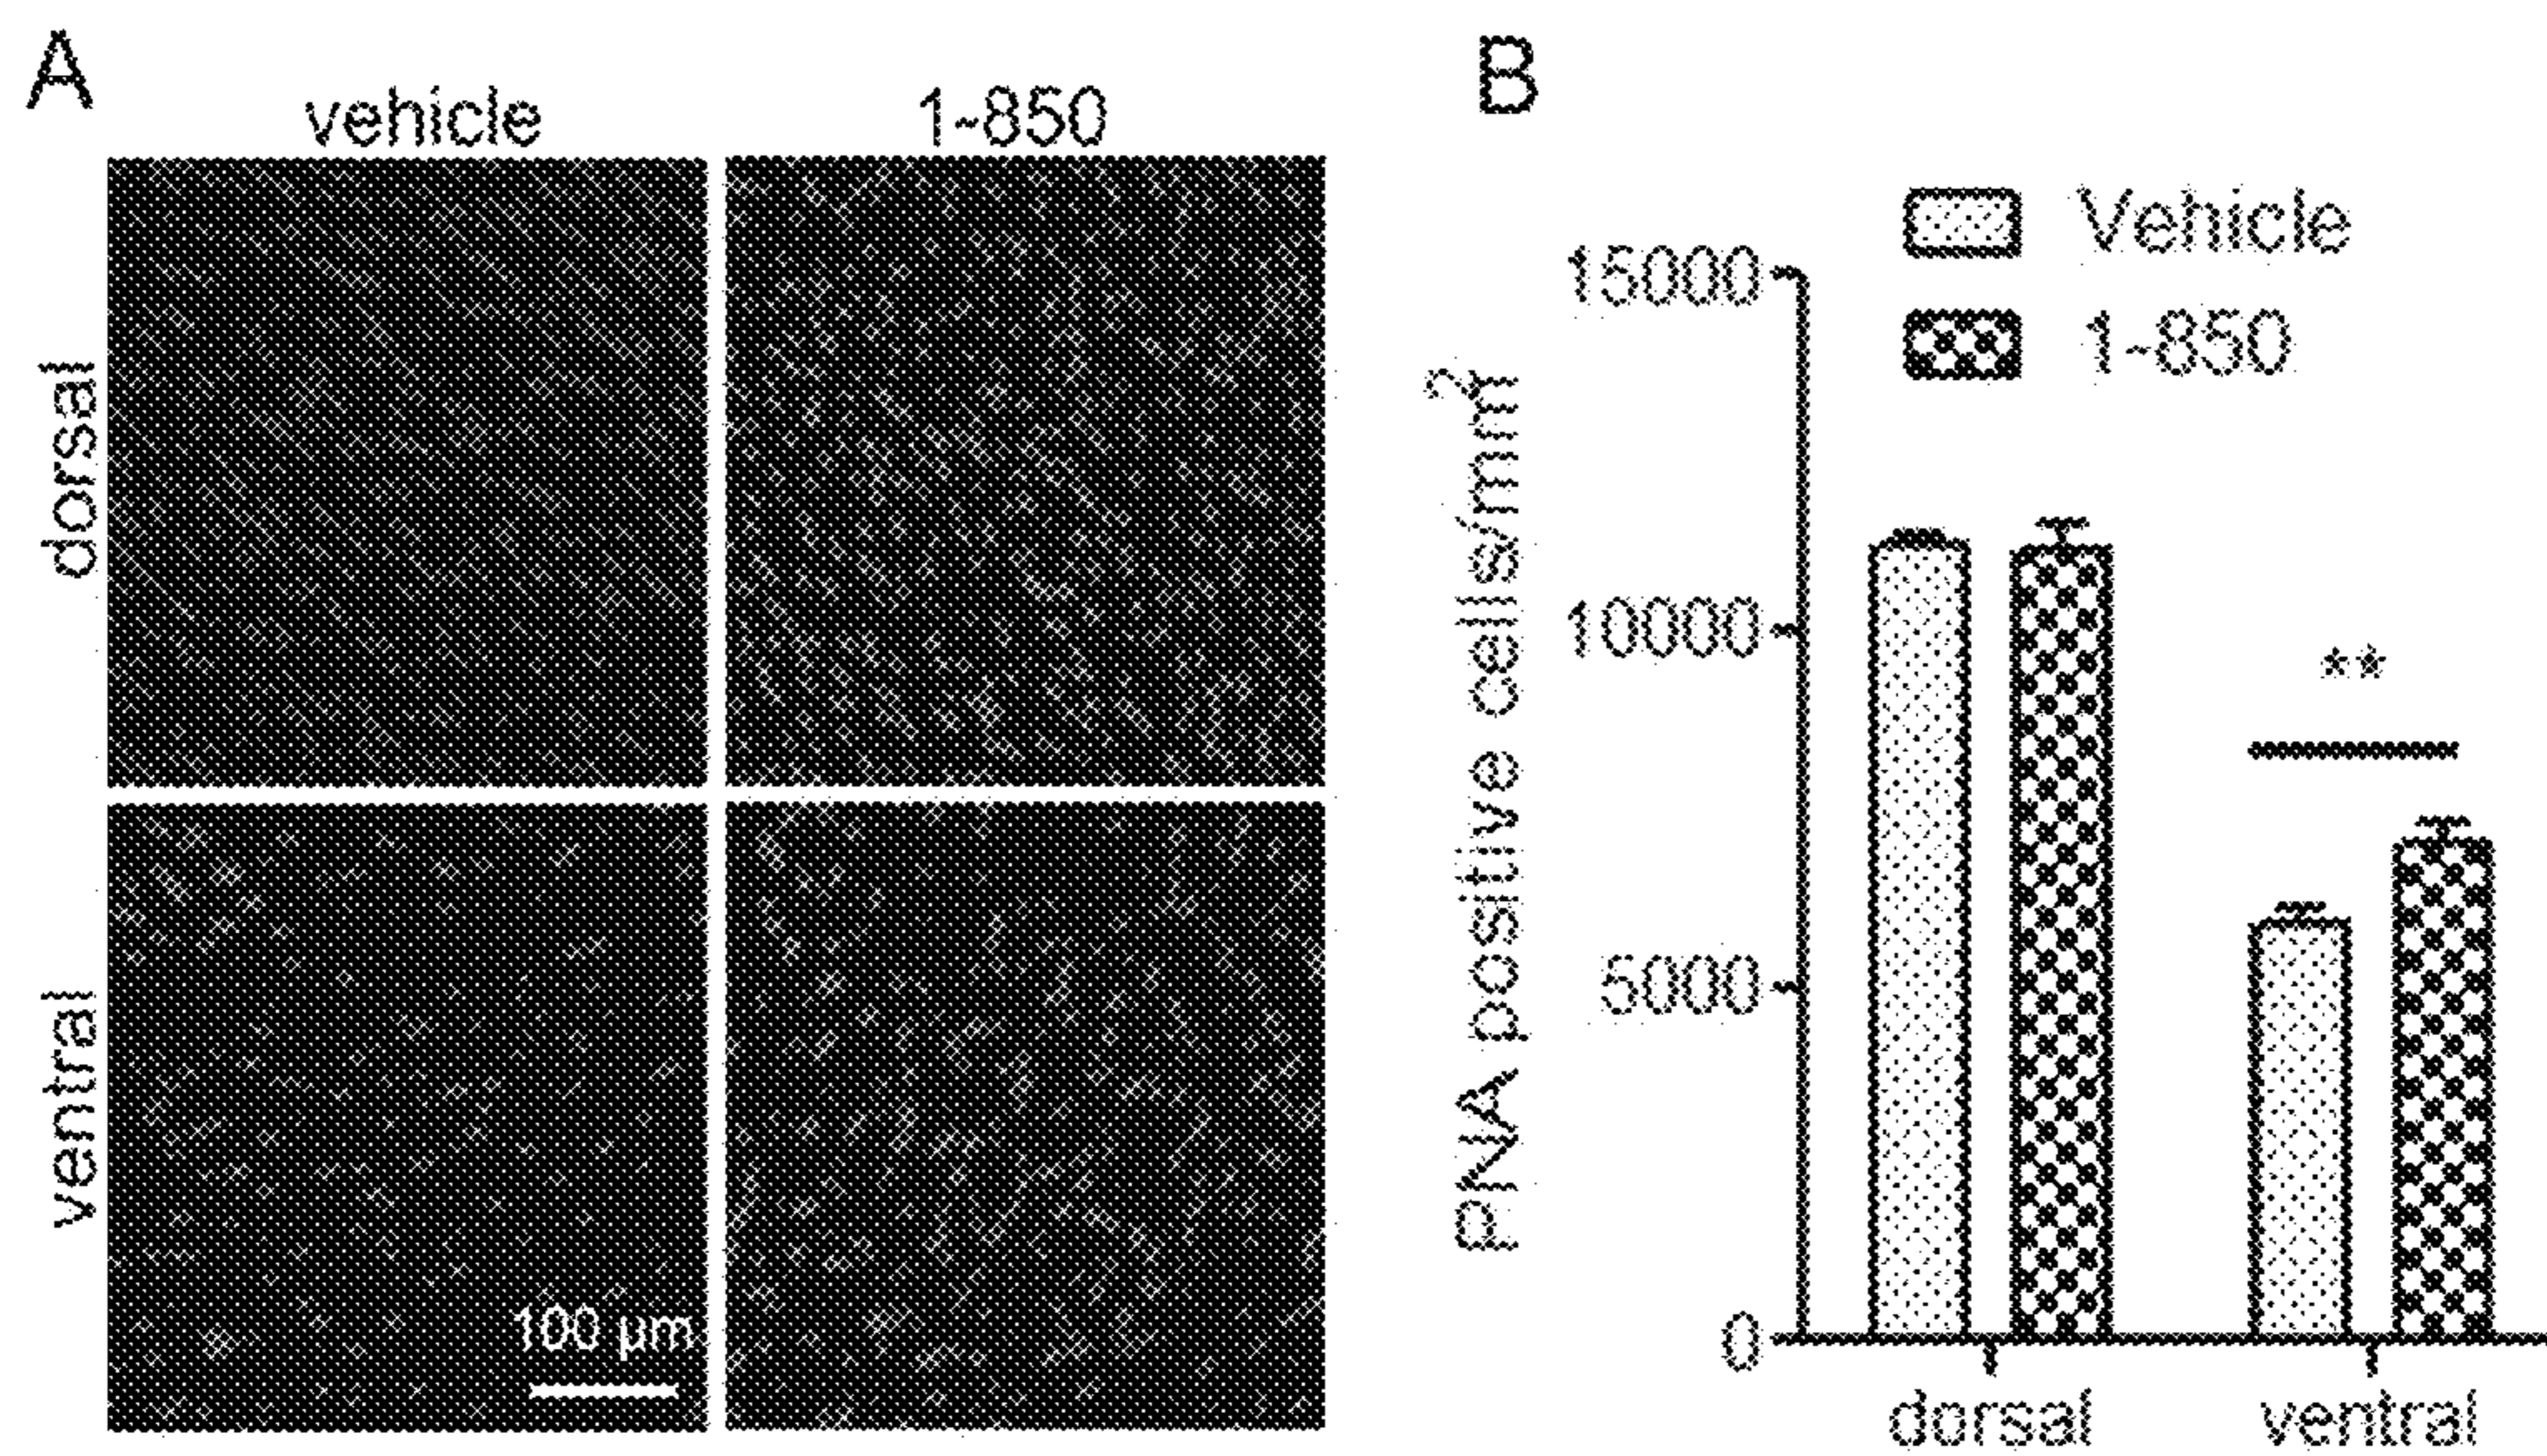 A
vehicle
1-850
dorsal
ventral
100 µm
B
Vehicle
1-850
PNA positive cells/mm²
15000
10000
5000
0
**
dorsal
ventral